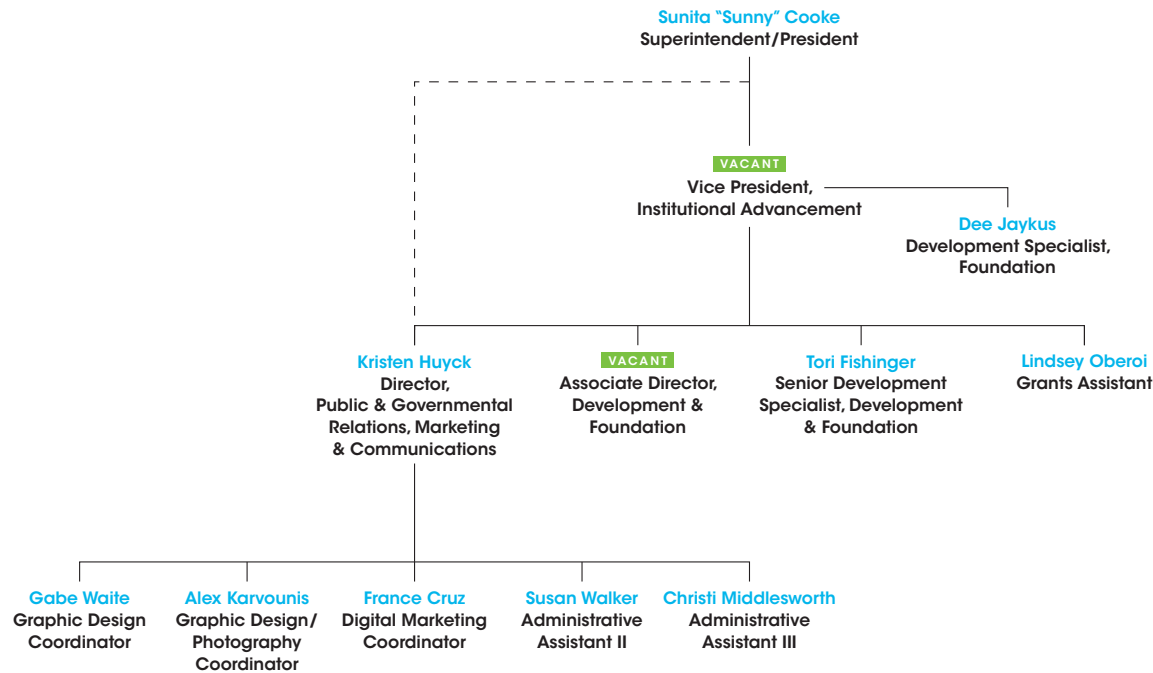 Sunita “Sunny” Cooke
Superintendent/President
VACANT
Vice President,
Institutional Advancement
Dee Jaykus
Development Specialist,
Foundation
Kristen Huyck
Director,
Public & Governmental
Relations, Marketing
& Communications
VACANT
Associate Director,
Development &
Foundation
Tori Fishinger
Senior Development
Specialist, Development
& Foundation
Lindsey Oberoi
Grants Assistant
Gabe Waite
Graphic Design
Coordinator
Alex Karvounis
Graphic Design/
Photography
Coordinator
France Cruz
Digital Marketing
Coordinator
Susan Walker
Administrative
Assistant II
Christi Middlesworth
Administrative
Assistant III